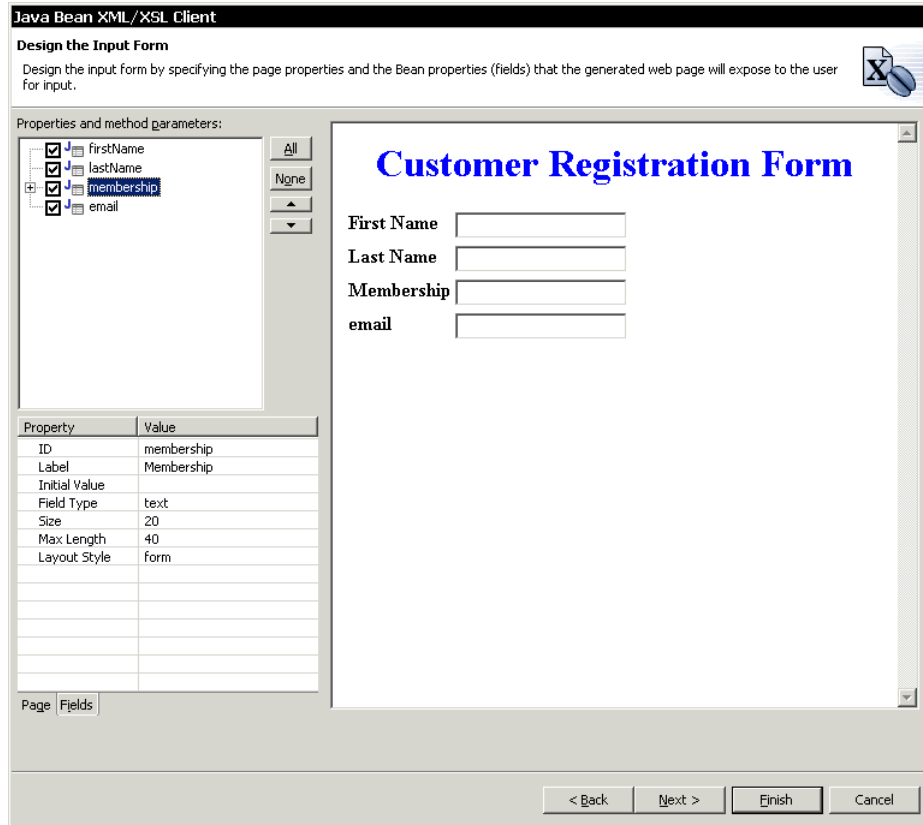 Java Bean XML/XSL Client
Design the Input Form
Design the input form by specifying the page properties and the Bean properties (fields) that the generated web page will expose to the user
for input.
X
Properties and method parameters:
J firstName
J lastName
J membership
J email
All
None
Property Value
ID membership
Label Membership
Initial Value
Field Type text
Size 20
Max Length 40
Layout Style form
Page Fields
Customer Registration Form
First Name
Last Name
Membership
email
< Back Next > Finish Cancel